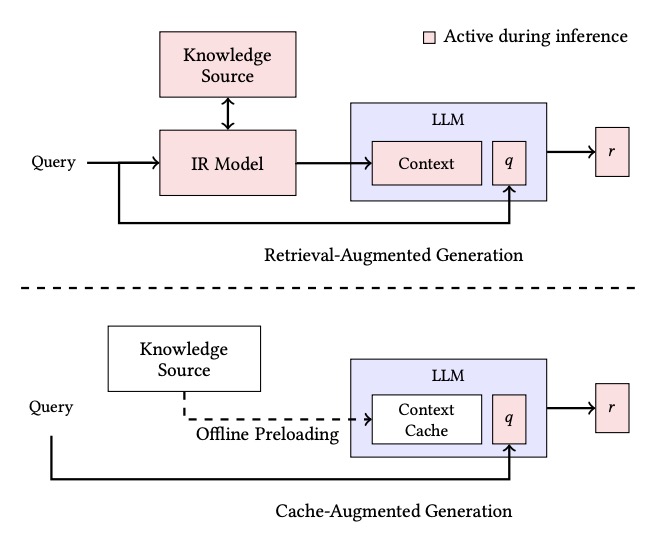 Active during inference
Knowledge
Source
LLM
Query
IR Model
Context
q
r
Retrieval-Augmented Generation
Knowledge
Source
LLM
Query
Context
Cache
q
r
Offline Preloading
Cache-Augmented Generation